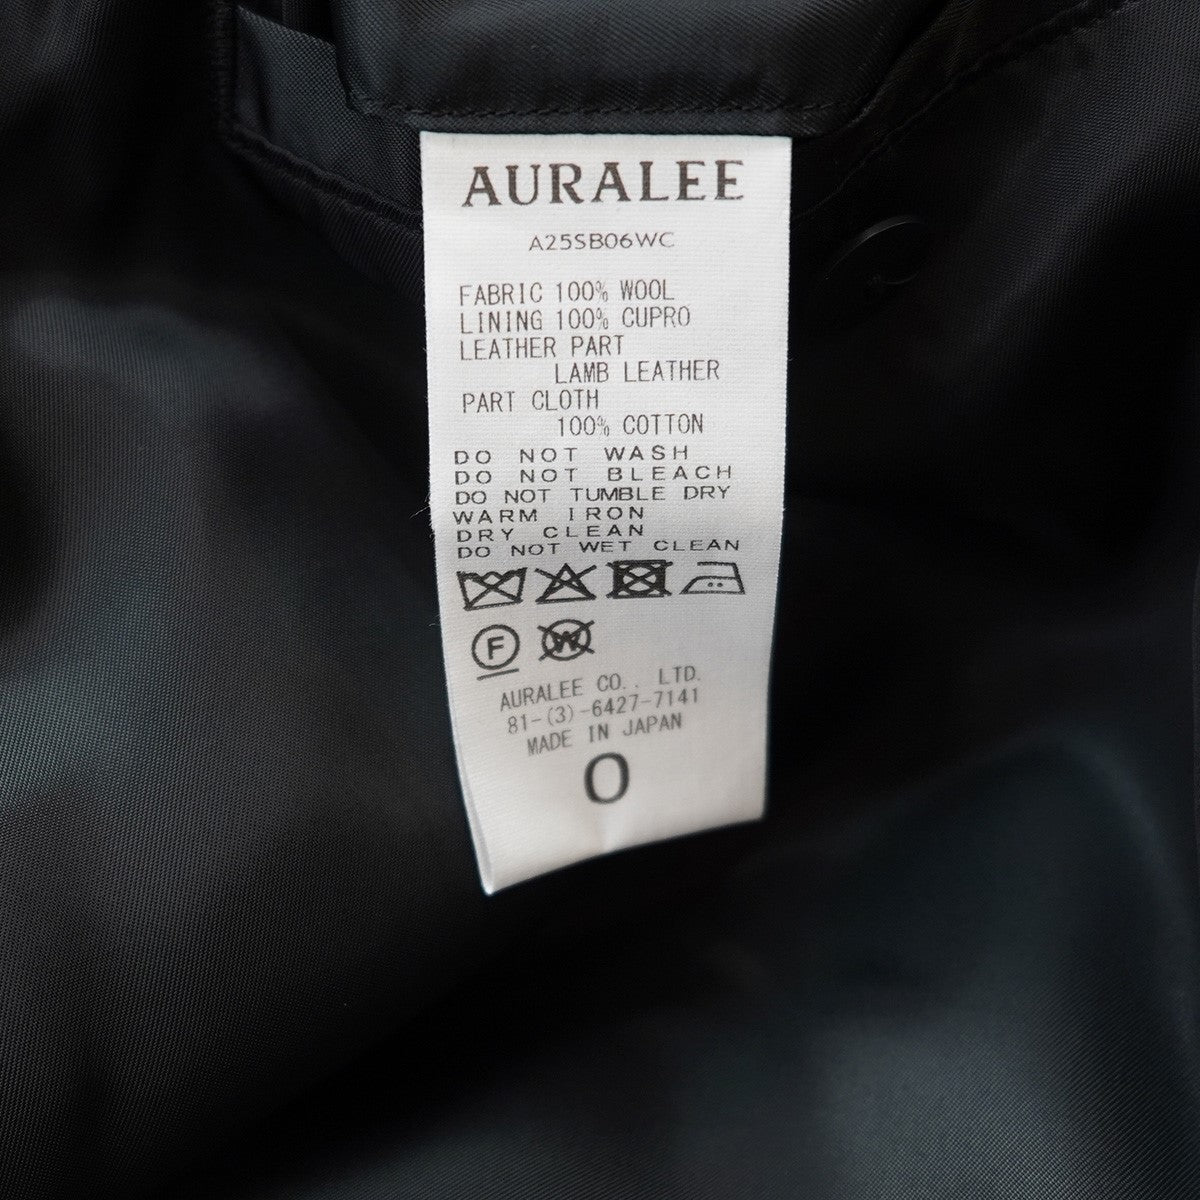 AURALEE
A25SB06WC
FABRIC 100% WOOL
LINING 100% CUPRO
LEATHER PART
LAMB LEATHER
PART CLOTH
100% COTTON
DO NOT WASH
DO NOT BLEACH
DO NOT TUMBLE DRY
WARM IRON
DRY CLEAN
DO NOT WET CLEAN
F W
AURALEE CO., LTD.
81-(3)-6427-7141
MADE IN JAPAN
0